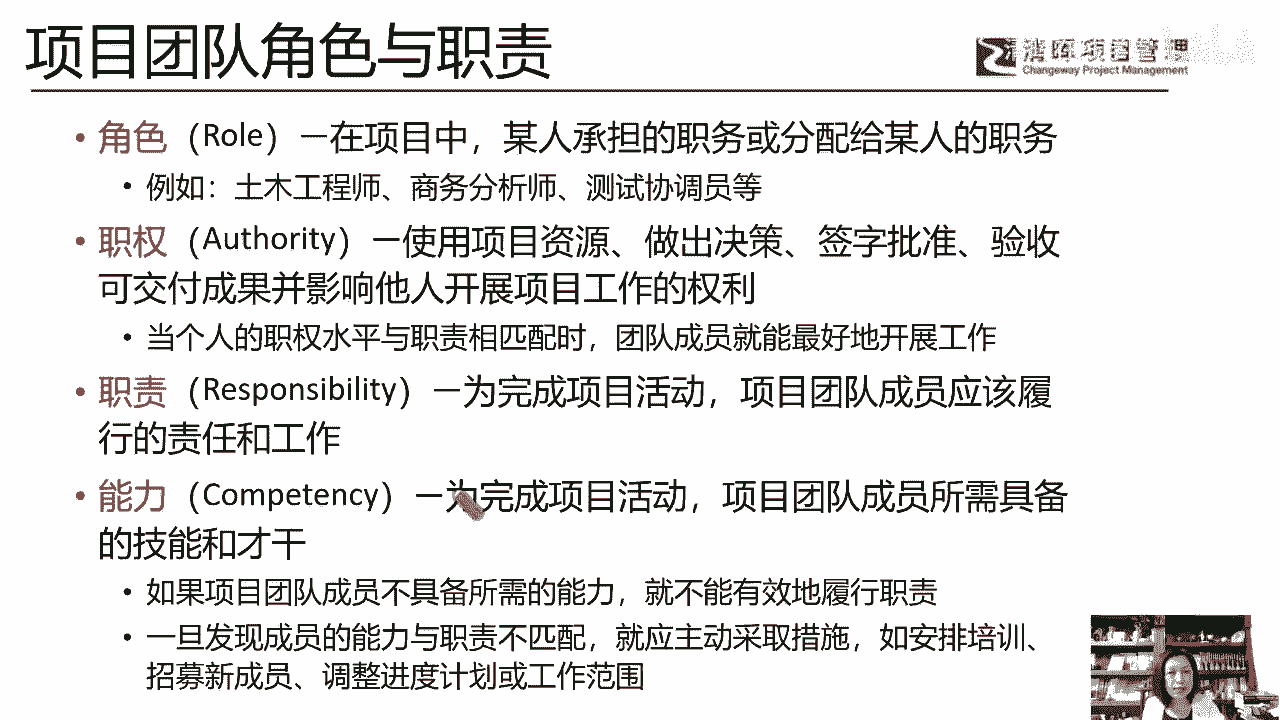 项目团队角色与职责
清晖项目管理
Changeway Project Management
• 角色（Role）—在项目中，某人承担的职务或分配给某人的职务
• 例如：土木工程师、商务分析师、测试协调员等
• 职权（Authority）—使用项目资源、做出决策、签字批准、验收
可交付成果并影响他人开展项目工作的权利
• 当个人的职权水平与职责相匹配时，团队成员就能最好地开展工作
• 职责（Responsibility）—为完成项目活动，项目团队成员应该履
行的责任和工作
• 能力（Competency）—为完成项目活动，项目团队成员所需具备
的技能和才干
• 如果项目团队成员不具备所需的能力，就不能有效地履行职责
• 一旦发现成员的能力与职责不匹配，就应主动采取措施，如安排培训、
招募新成员、调整进度计划或工作范围